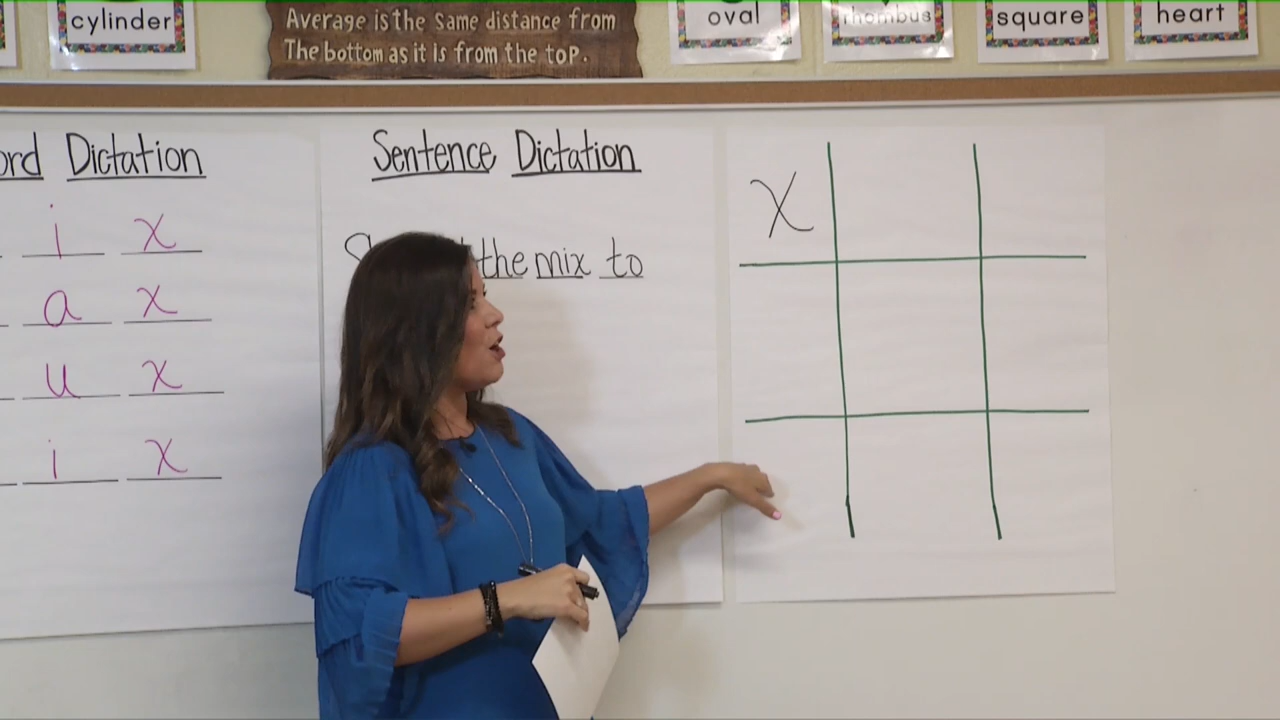 cylinder
Average is the same distance from
The bottom as it is from the top.
oval
rhombus
square
heart
Dictation
i x
a x
u x
i x
Sentence Dictation
the mix to
X